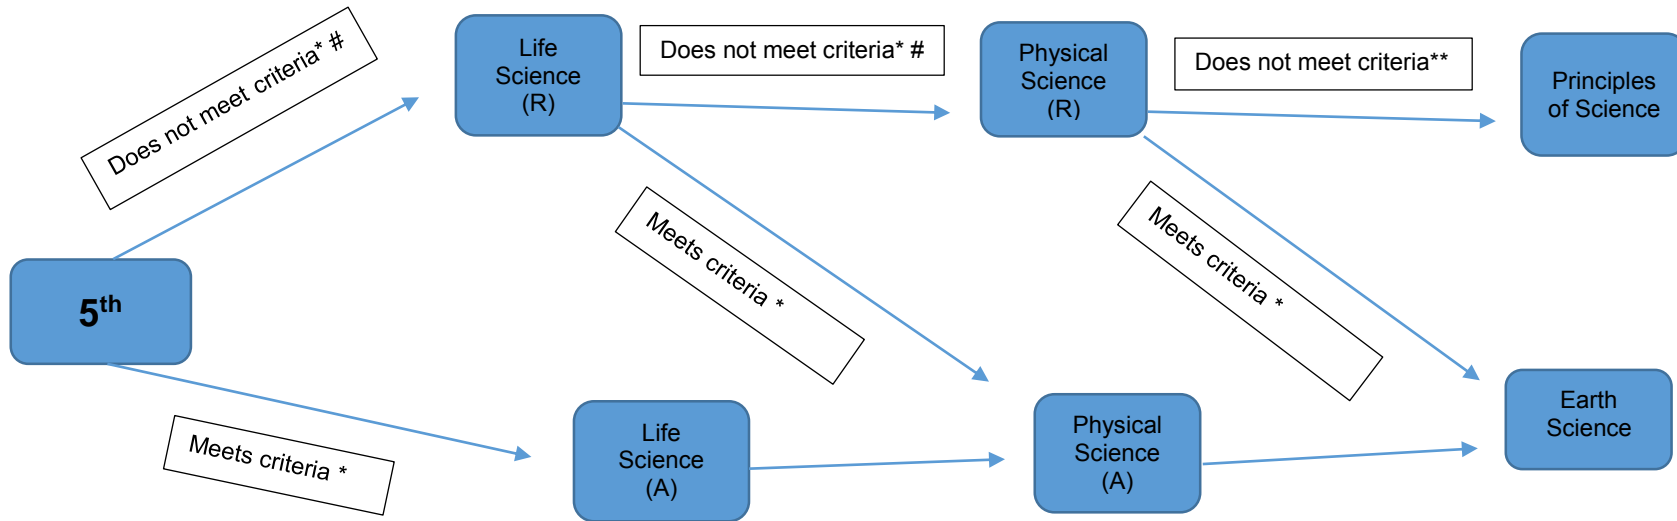 Does not meet criteria* #
Life
Science
(R)
Does not meet criteria* #
Physical
Science
(R)
Does not meet criteria**
Principles
of Science
5th
Meets criteria *
Meets criteria *
Meets criteria *
Life
Science
(A)
Physical
Science
(A)
Earth
Science